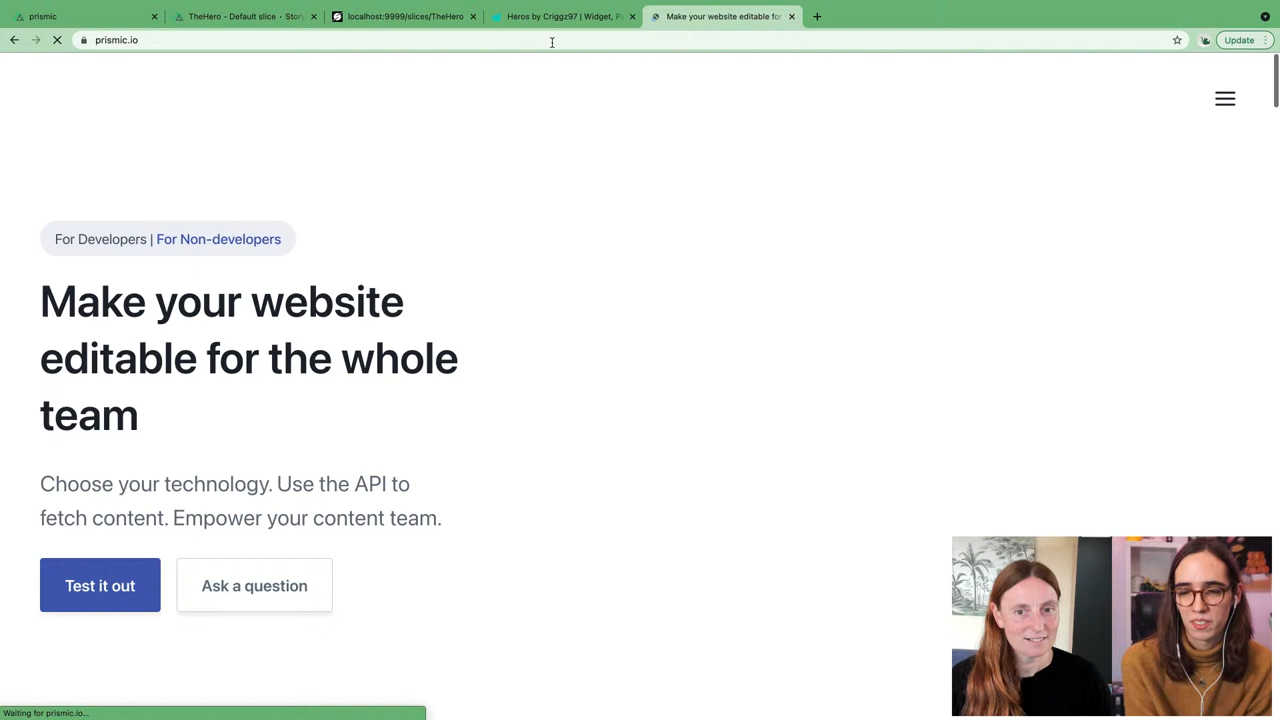 prismic
TheHero - Default slice · Story
localhost:9999/slices/TheHero
Heros by Criggz97 | Widget, Pu
Make your website editable for
prismic.io
Update
For Developers | For Non-developers
Make your website
editable for the whole
team
Choose your technology. Use the API to
fetch content. Empower your content team.
Test it out
Ask a question
Waiting for prismic.io...